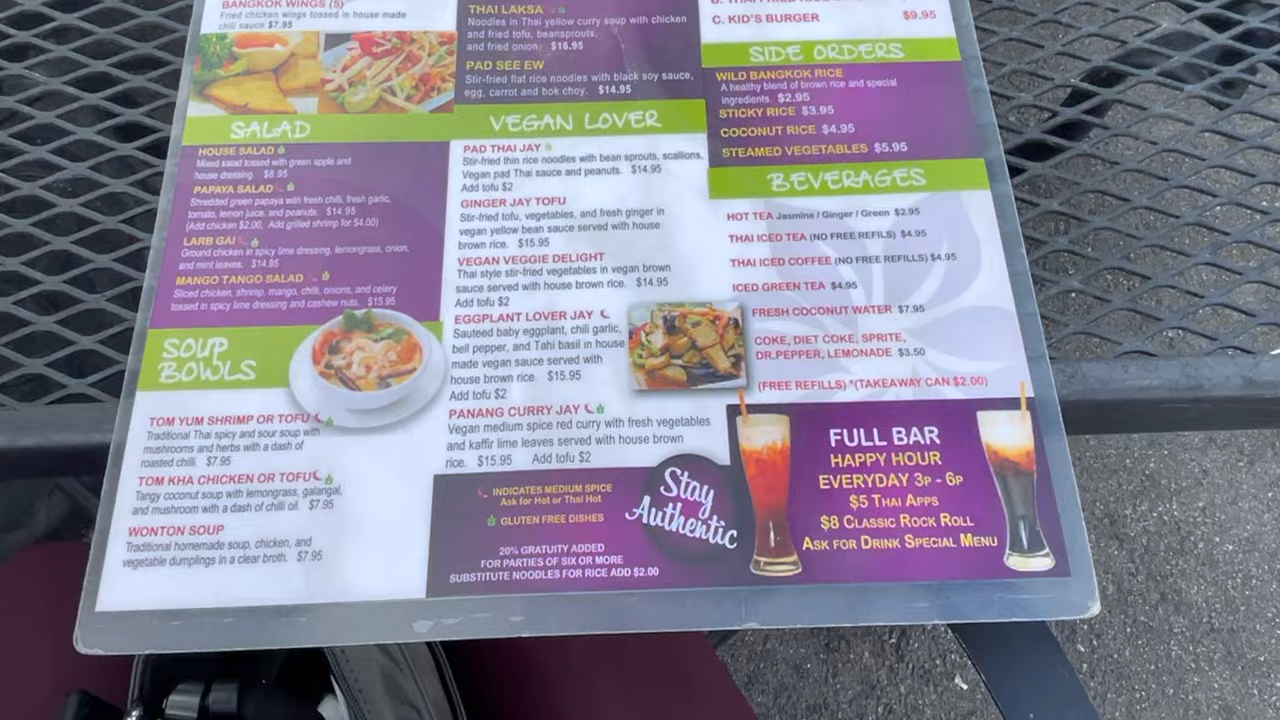 BANGKOK WINGS (5)
Fried chicken wings tossed in house made
chili sauce $7.95
SALAD
HOUSE SALAD
Mixed salad tossed with green apple and
house dressing. $8.95
PAPAYA SALAD
Shredded green papaya with fresh chilli, fresh garlic,
tomato, lemon juice, and peanuts. $14.95
(Add chicken $2.00, Add grilled shrimp for $4.00)
LARB GAI
Ground chicken in spicy lime dressing, lemongrass, onion,
and mint leaves. $14.95
MANGO TANGO SALAD
Sliced chicken, shrimp, mango, chilli, onions, and celery
tossed in spicy lime dressing and cashew nuts. $15.95
SOUP
BOWLS
TOM YUM SHRIMP OR TOFU
Traditional Thai spicy and sour soup with
mushrooms and herbs with a dash of
roasted chilli. $7.95
TOM KHA CHICKEN OR TOFU
Tangy coconut soup with lemongrass, galangal,
and mushroom with a dash of chilli oil. $7.95
WONTON SOUP
Traditional homemade soup, chicken, and
vegetable dumplings in a clear broth. $7.95
THAI LAKSA
Noodles in Thai yellow curry soup with chicken
and fried tofu, beansprouts,
and fried onion. $16.95
PAD SEE EW
Stir-fried flat rice noodles with black soy sauce,
egg, carrot and bok choy. $14.95
VEGAN LOVER
PAD THAI JAY
Stir-fried thin rice noodles with bean sprouts, scallions,
Vegan pad Thai sauce and peanuts. $14.95
Add tofu $2
GINGER JAY TOFU
Stir-fried tofu, vegetables, and fresh ginger in
vegan yellow bean sauce served with house
brown rice. $15.95
VEGAN VEGGIE DELIGHT
Thai style stir-fried vegetables in vegan brown
sauce served with house brown rice. $14.95
Add tofu $2
EGGPLANT LOVER JAY
Sauteed baby eggplant, chili garlic,
bell pepper, and Tahi basil in house
made vegan sauce served with
house brown rice. $15.95
Add tofu $2
PANANG CURRY JAY
Vegan medium spice red curry with fresh vegetables
and kaffir lime leaves served with house brown
rice. $15.95 Add tofu $2
INDICATES MEDIUM SPICE
Ask for Hot or Thai Hot
GLUTEN FREE DISHES
20% GRATUITY ADDED
FOR PARTIES OF SIX OR MORE
SUBSTITUTE NOODLES FOR RICE ADD $2.00
Stay
Authentic
C. KID'S BURGER $9.95
SIDE ORDERS
WILD BANGKOK RICE
A healthy blend of brown rice and special
ingredients. $2.95
STICKY RICE $3.95
COCONUT RICE $4.95
STEAMED VEGETABLES $5.95
BEVERAGES
HOT TEA Jasmine / Ginger / Green $2.95
THAI ICED TEA (NO FREE REFILS) $4.95
THAI ICED COFFEE (NO FREE REFILLS) $4.95
ICED GREEN TEA $4.95
FRESH COCONUT WATER $7.95
COKE, DIET COKE, SPRITE,
DR.PEPPER, LEMONADE $3.50
(FREE REFILLS) *(TAKEAWAY CAN $2.00)
FULL BAR
HAPPY HOUR
EVERYDAY 3P - 6P
$5 THAI APPS
$8 CLASSIC ROCK ROLL
ASK FOR DRINK SPECIAL MENU